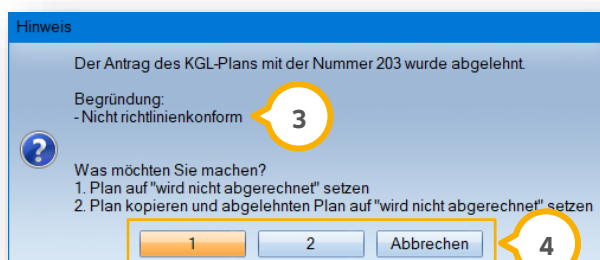 Hinweis
Der Antrag des KGL-Plans mit der Nummer 203 wurde abgelehnt.
Begründung:
- Nicht richtlinienkonform
3
Was möchten Sie machen?
1. Plan auf "wird nicht abgerechnet" setzen
2. Plan kopieren und abgelehnten Plan auf "wird nicht abgerechnet" setzen
1 2 Abbrechen 4